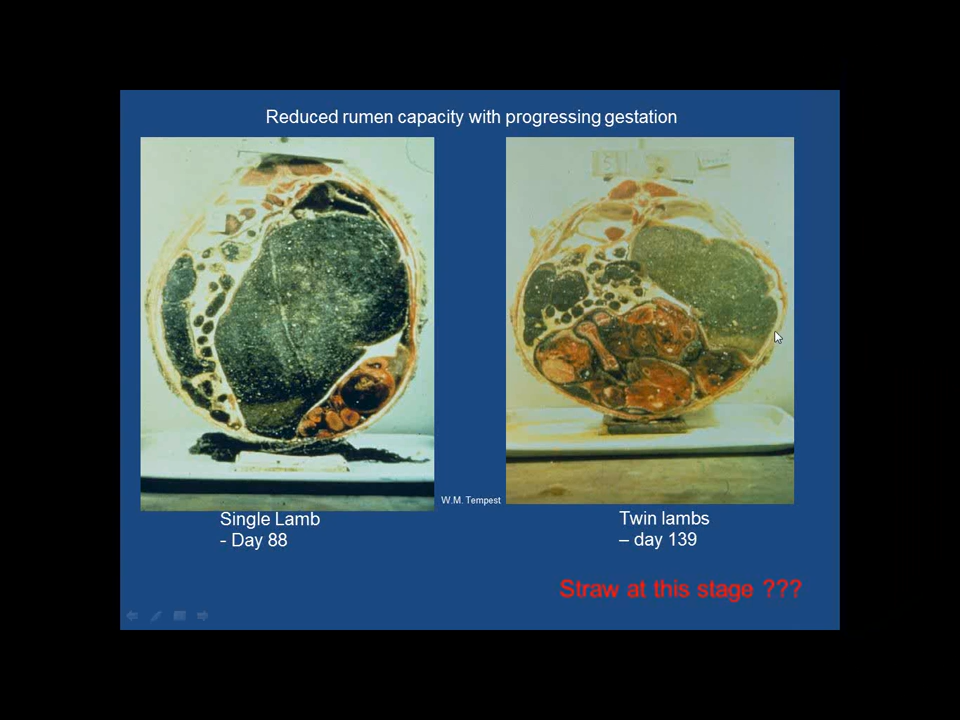 Reduced rumen capacity with progressing gestation
W.M. Tempest
Single Lamb
- Day 88
Twin lambs
– day 139
Straw at this stage ???